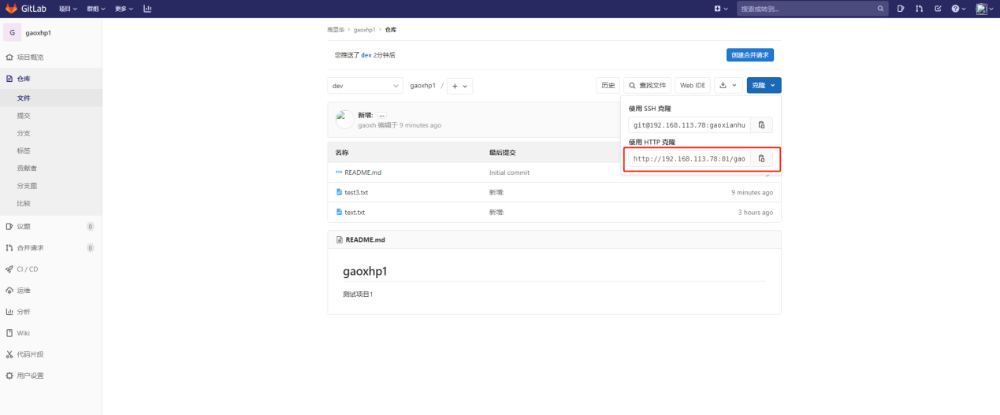 GitLab 项目 群组 更多 搜索或转到...
G gaoxhp1
项目概览
仓库
文件
提交
分支
标签
贡献者
分支图
比较
议题 0
合并请求 0
CI / CD
运维
分析
Wiki
代码片段
用户设置
gaoxhp1 > 仓库
您推送了 dev 2分钟后 创建合并请求
dev gaoxhp1 / + 历史 查找文件 Web IDE 克隆
使用 SSH 克隆
git@192.168.113.78:gaoxianhu
使用 HTTP 克隆
http://192.168.113.78:81/gao
新增: ...
gaoxh 编辑于 9 minutes ago
名称 最后提交
README.md Initial commit
test3.txt 新增: 9 minutes ago
text.txt 新增: 3 hours ago
README.md
gaoxhp1
测试项目1